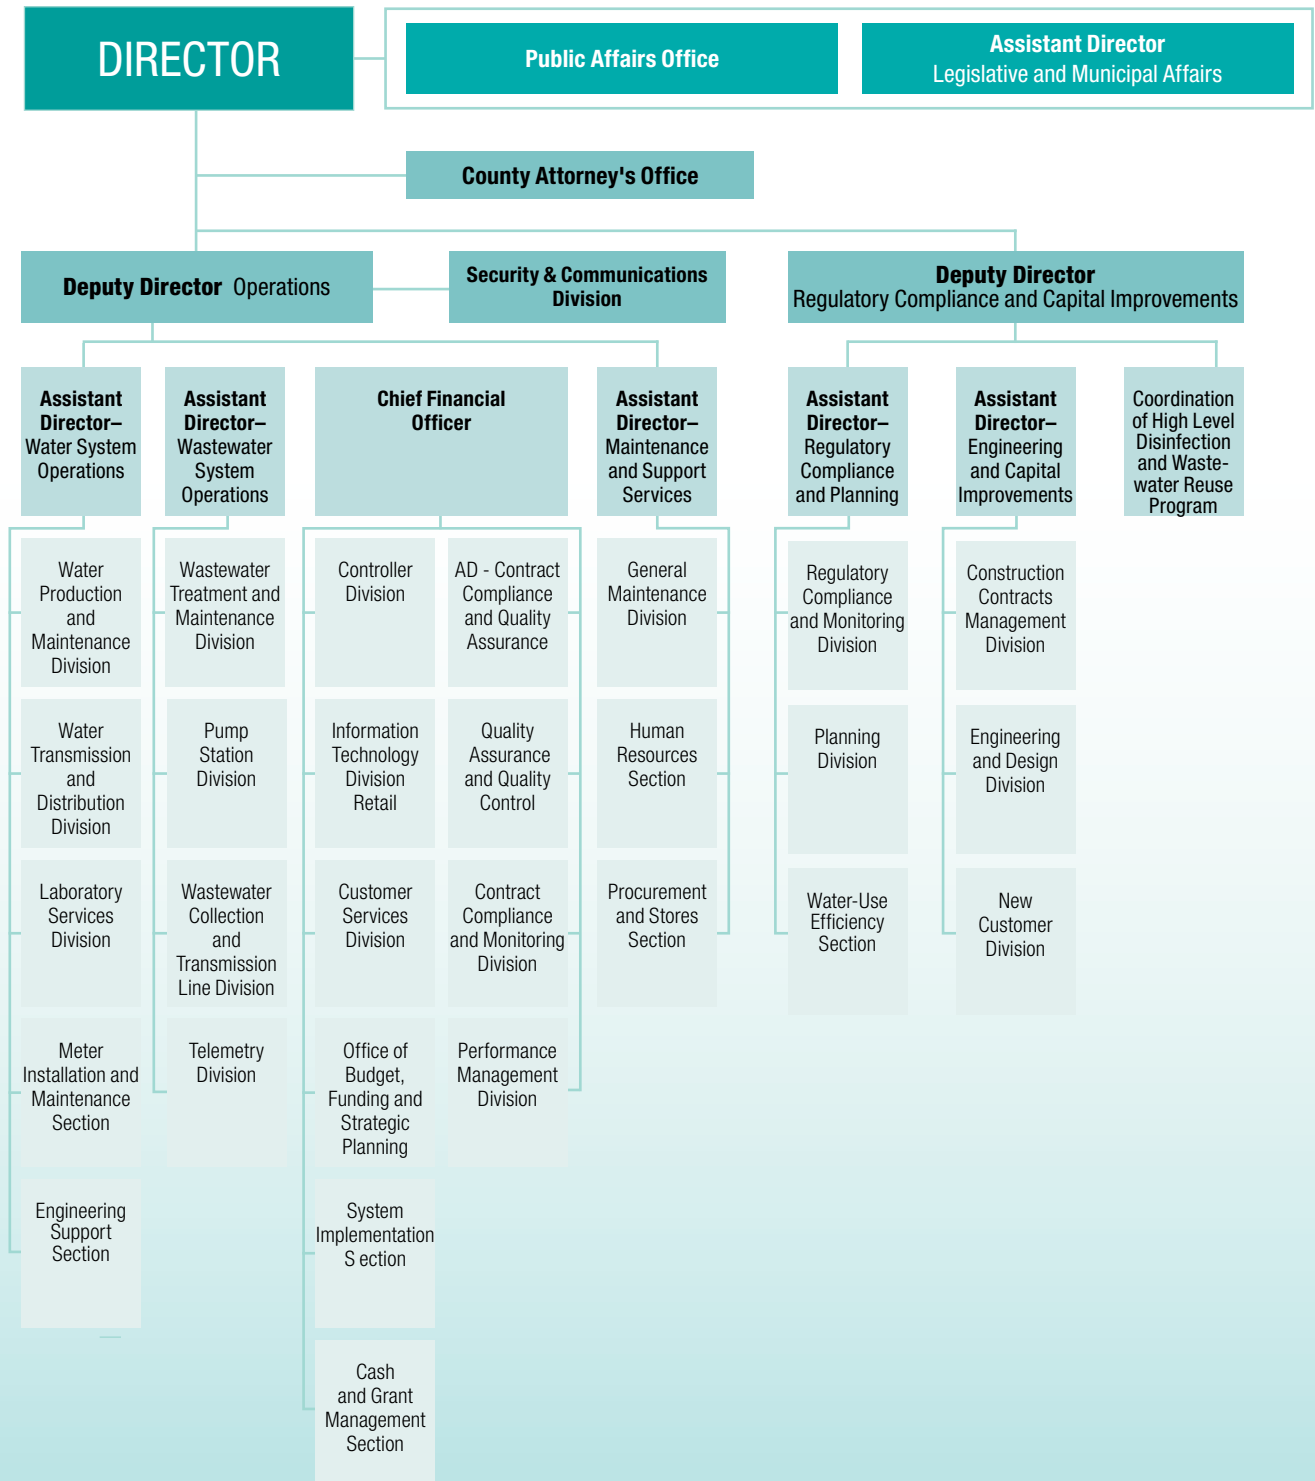 DIRECTOR
Public Affairs Office
Assistant Director
Legislative and Municipal Affairs
County Attorney's Office
Deputy Director Operations
Security & Communications
Division
Deputy Director
Regulatory Compliance and Capital Improvements
Assistant
Director–
Water System
Operations
Assistant
Director–
Wastewater
System
Operations
Chief Financial
Officer
Assistant
Director–
Maintenance
and Support
Services
Assistant
Director–
Regulatory
Compliance
and Planning
Assistant
Director–
Engineering
and Capital
Improvements
Coordination
of High Level
Disinfection
and Waste-
water Reuse
Program
Water
Production
and
Maintenance
Division
Wastewater
Treatment and
Maintenance
Division
Controller
Division
AD - Contract
Compliance
and Quality
Assurance
General
Maintenance
Division
Regulatory
Compliance
and Monitoring
Division
Construction
Contracts
Management
Division
Water
Transmission
and
Distribution
Division
Pump
Station
Division
Information
Technology
Division
Retail
Quality
Assurance
and Quality
Control
Human
Resources
Section
Planning
Division
Engineering
and Design
Division
Laboratory
Services
Division
Wastewater
Collection
and
Transmission
Line Division
Customer
Services
Division
Contract
Compliance
and Monitoring
Division
Procurement
and Stores
Section
Water-Use
Efficiency
Section
New
Customer
Division
Meter
Installation and
Maintenance
Section
Telemetry
Division
Office of
Budget,
Funding and
Strategic
Planning
Performance
Management
Division
Engineering
Support
Section
System
Implementation
S ection
Cash
and Grant
Management
Section